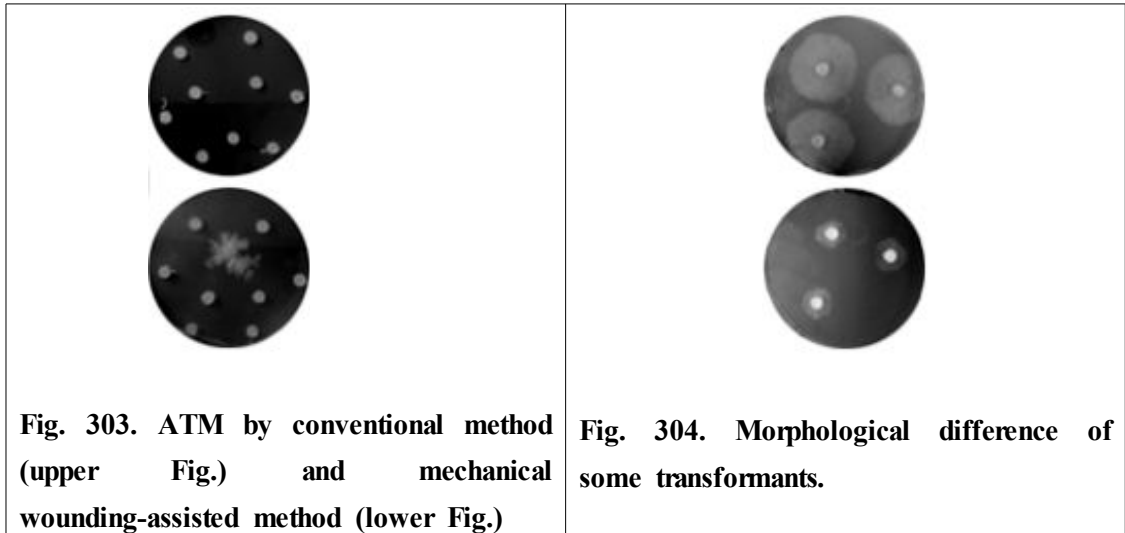 Fig. 303. ATM by conventional method
(upper Fig.) and mechanical
wounding-assisted method (lower Fig.)
Fig. 304. Morphological difference of
some transformants.